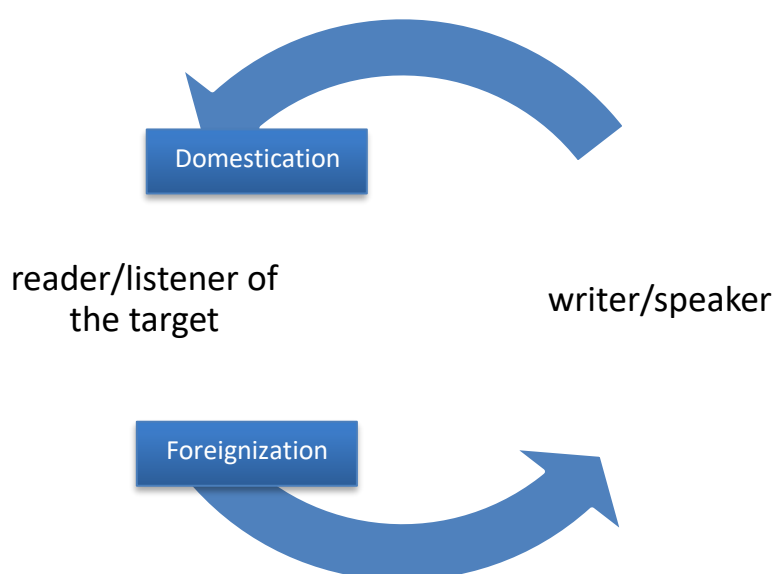 Domestication
reader/listener of
the target
writer/speaker
Foreignization